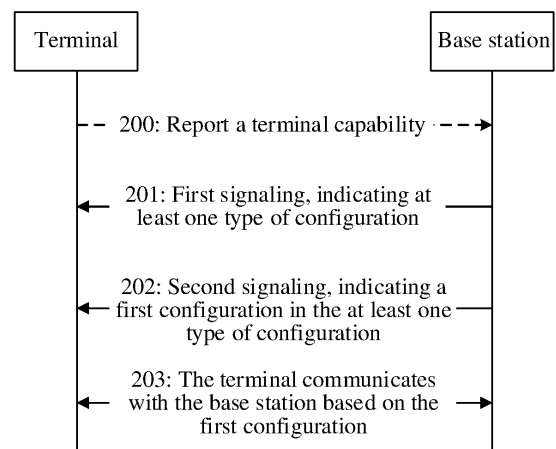 Terminal
Base station
200: Report a terminal capability
201: First signaling, indicating at
least one type of configuration
202: Second signaling, indicating a
first configuration in the at least one
type of configuration
203: The terminal communicates
with the base station based on the
first configuration